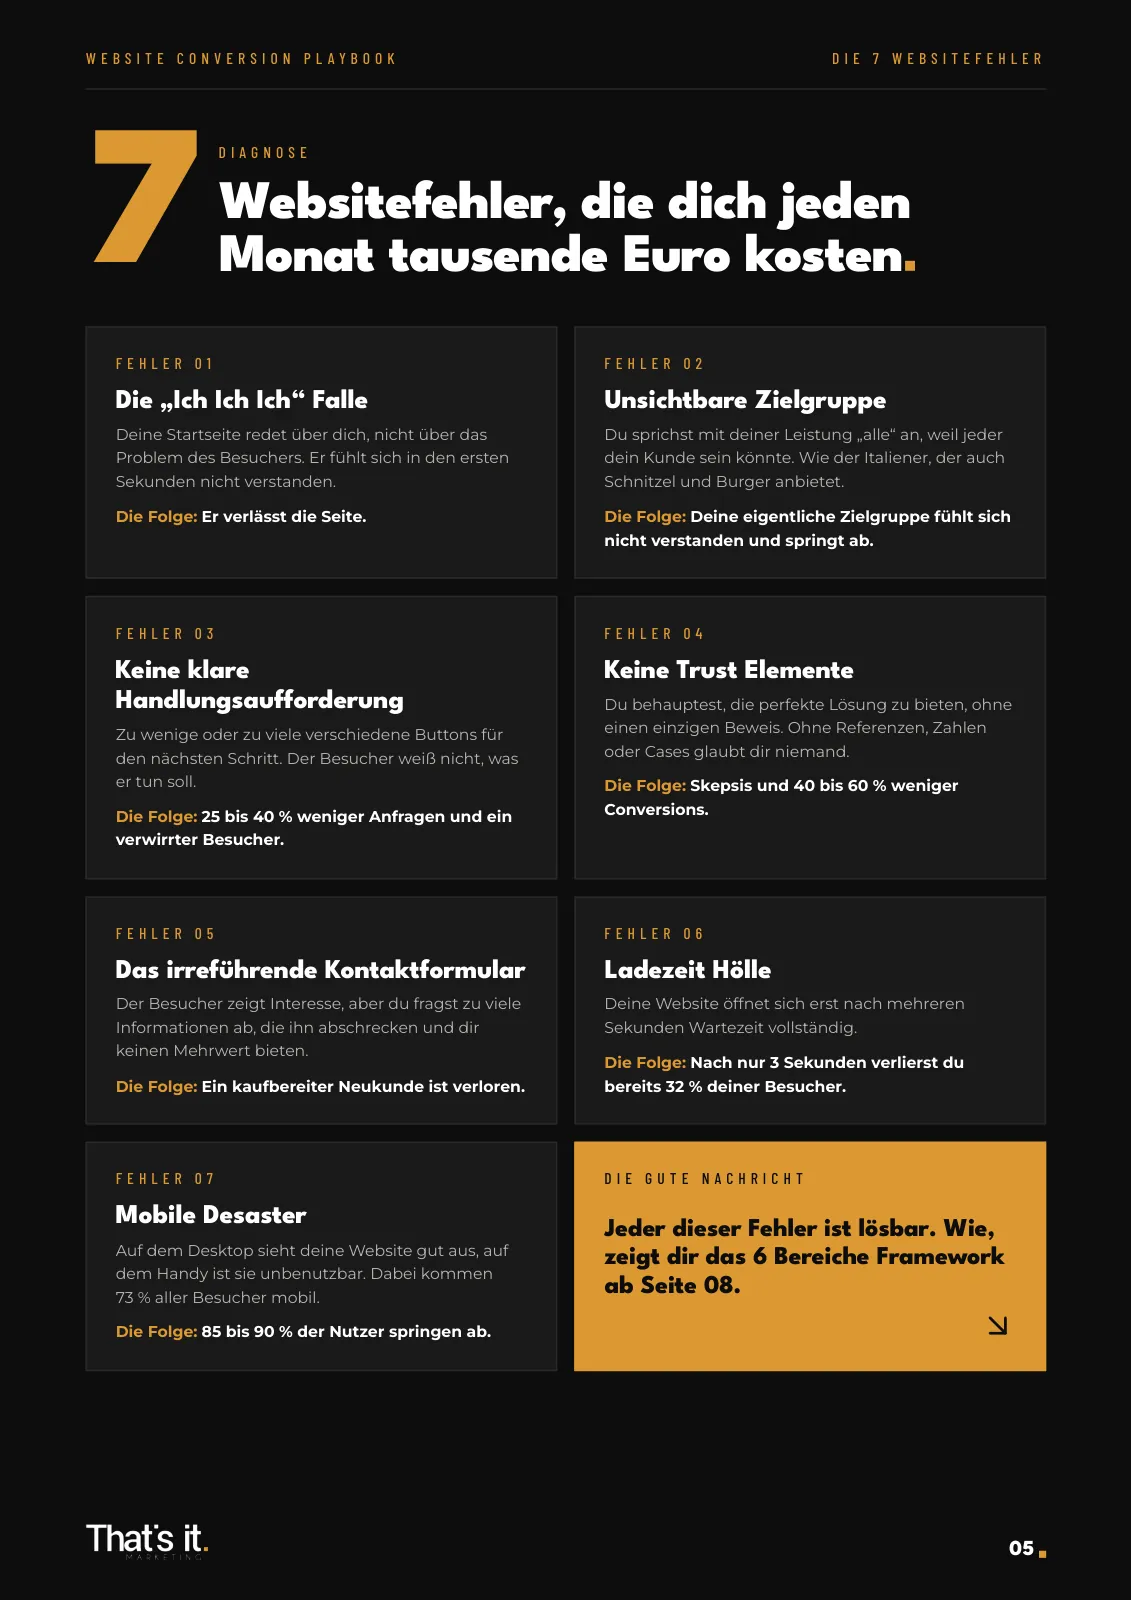 WEBSITE CONVERSION PLAYBOOK
DIE 7 WEBSITEFEHLER
7
DIAGNOSE
Websitefehler, die dich jeden
Monat tausende Euro kosten.
FEHLER 01
Die „Ich Ich Ich“ Falle
Deine Startseite redet über dich, nicht über das
Problem des Besuchers. Er fühlt sich in den ersten
Sekunden nicht verstanden.
Die Folge: Er verlässt die Seite.
FEHLER 02
Unsichtbare Zielgruppe
Du sprichst mit deiner Leistung „alle“ an, weil jeder
dein Kunde sein könnte. Wie der Italiener, der auch
Schnitzel und Burger anbietet.
Die Folge: Deine eigentliche Zielgruppe fühlt sich
nicht verstanden und springt ab.
FEHLER 03
Keine klare
Handlungsaufforderung
Zu wenige oder zu viele verschiedene Buttons für
den nächsten Schritt. Der Besucher weiß nicht, was
er tun soll.
Die Folge: 25 bis 40 % weniger Anfragen und ein
verwirrter Besucher.
FEHLER 04
Keine Trust Elemente
Du behauptest, die perfekte Lösung zu bieten, ohne
einen einzigen Beweis. Ohne Referenzen, Zahlen
oder Cases glaubt dir niemand.
Die Folge: Skepsis und 40 bis 60 % weniger
Conversions.
FEHLER 05
Das irreführende Kontaktformular
Der Besucher zeigt Interesse, aber du fragst zu viele
Informationen ab, die ihn abschrecken und dir
keinen Mehrwert bieten.
Die Folge: Ein kaufbereiter Neukunde ist verloren.
FEHLER 06
Ladezeit Hölle
Deine Website öffnet sich erst nach mehreren
Sekunden Wartezeit vollständig.
Die Folge: Nach nur 3 Sekunden verlierst du
bereits 32 % deiner Besucher.
FEHLER 07
Mobile Desaster
Auf dem Desktop sieht deine Website gut aus, auf
dem Handy ist sie unbenutzbar. Dabei kommen
73 % aller Besucher mobil.
Die Folge: 85 bis 90 % der Nutzer springen ab.
DIE GUTE NACHRICHT
Jeder dieser Fehler ist lösbar. Wie,
zeigt dir das 6 Bereiche Framework
ab Seite 08.
That's it.
MARKETING
05